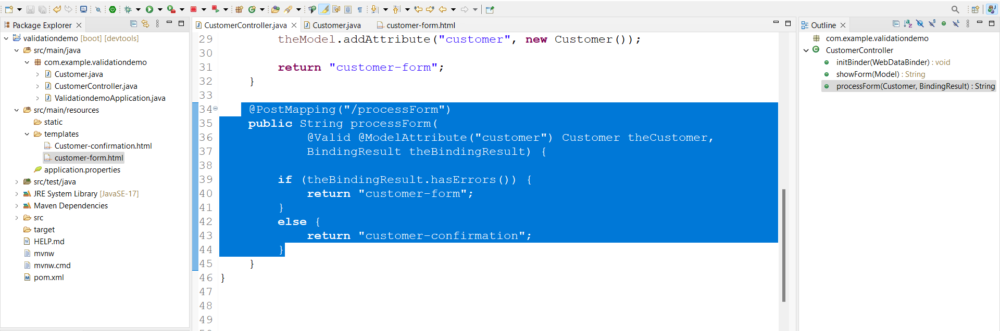 Package Explorer
validationdemo [boot] [devtools]
src/main/java
com.example.validationdemo
Customer.java
CustomerController.java
ValidationdemoApplication.java
src/main/resources
static
templates
Customer-confirmation.html
customer-form.html
application.properties
src/test/java
JRE System Library [JavaSE-17]
Maven Dependencies
src
target
HELP.md
mvnw
mvnw.cmd
pom.xml
CustomerController.java
Customer.java
customer-form.html
29 theModel.addAttribute("customer", new Customer());
30
31 return "customer-form";
32 }
33
34 @PostMapping("/processForm")
35 public String processForm(
36 @Valid @ModelAttribute("customer") Customer theCustomer,
37 BindingResult theBindingResult) {
38
39 if (theBindingResult.hasErrors()) {
40 return "customer-form";
41 }
42 else {
43 return "customer-confirmation";
44 }
45 }
46 }
47
48
49
Outline
com.example.validationdemo
CustomerController
initBinder(WebDataBinder) : void
showForm(Model) : String
processForm(Customer, BindingResult) : String